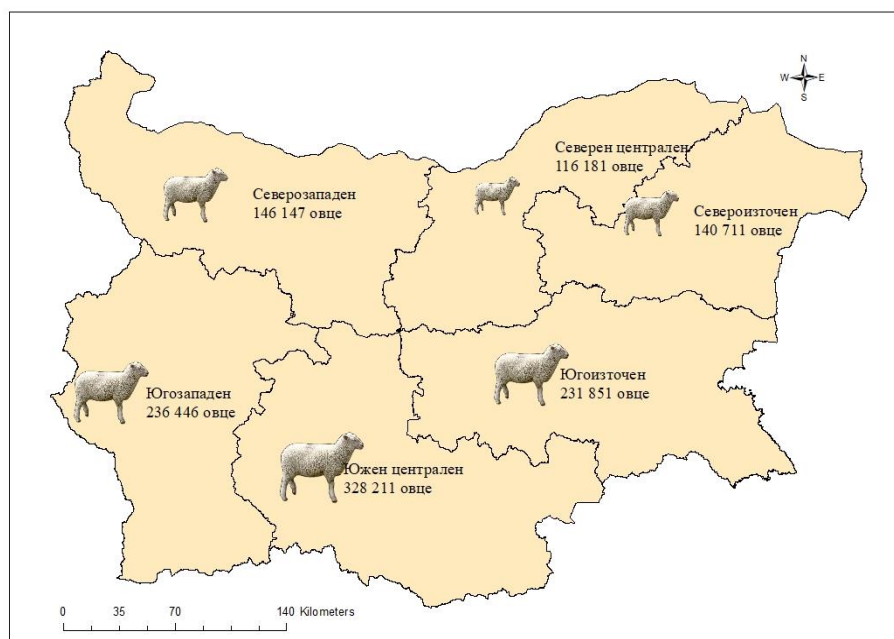 N
W E
S
Северен централен
116 181 овце
Северозападен
146 147 овце
Североизточен
140 711 овце
Югозападен
236 446 овце
Югоизточен
231 851 овце
Южен централен
328 211 овце
0 35 70 140 Kilometers